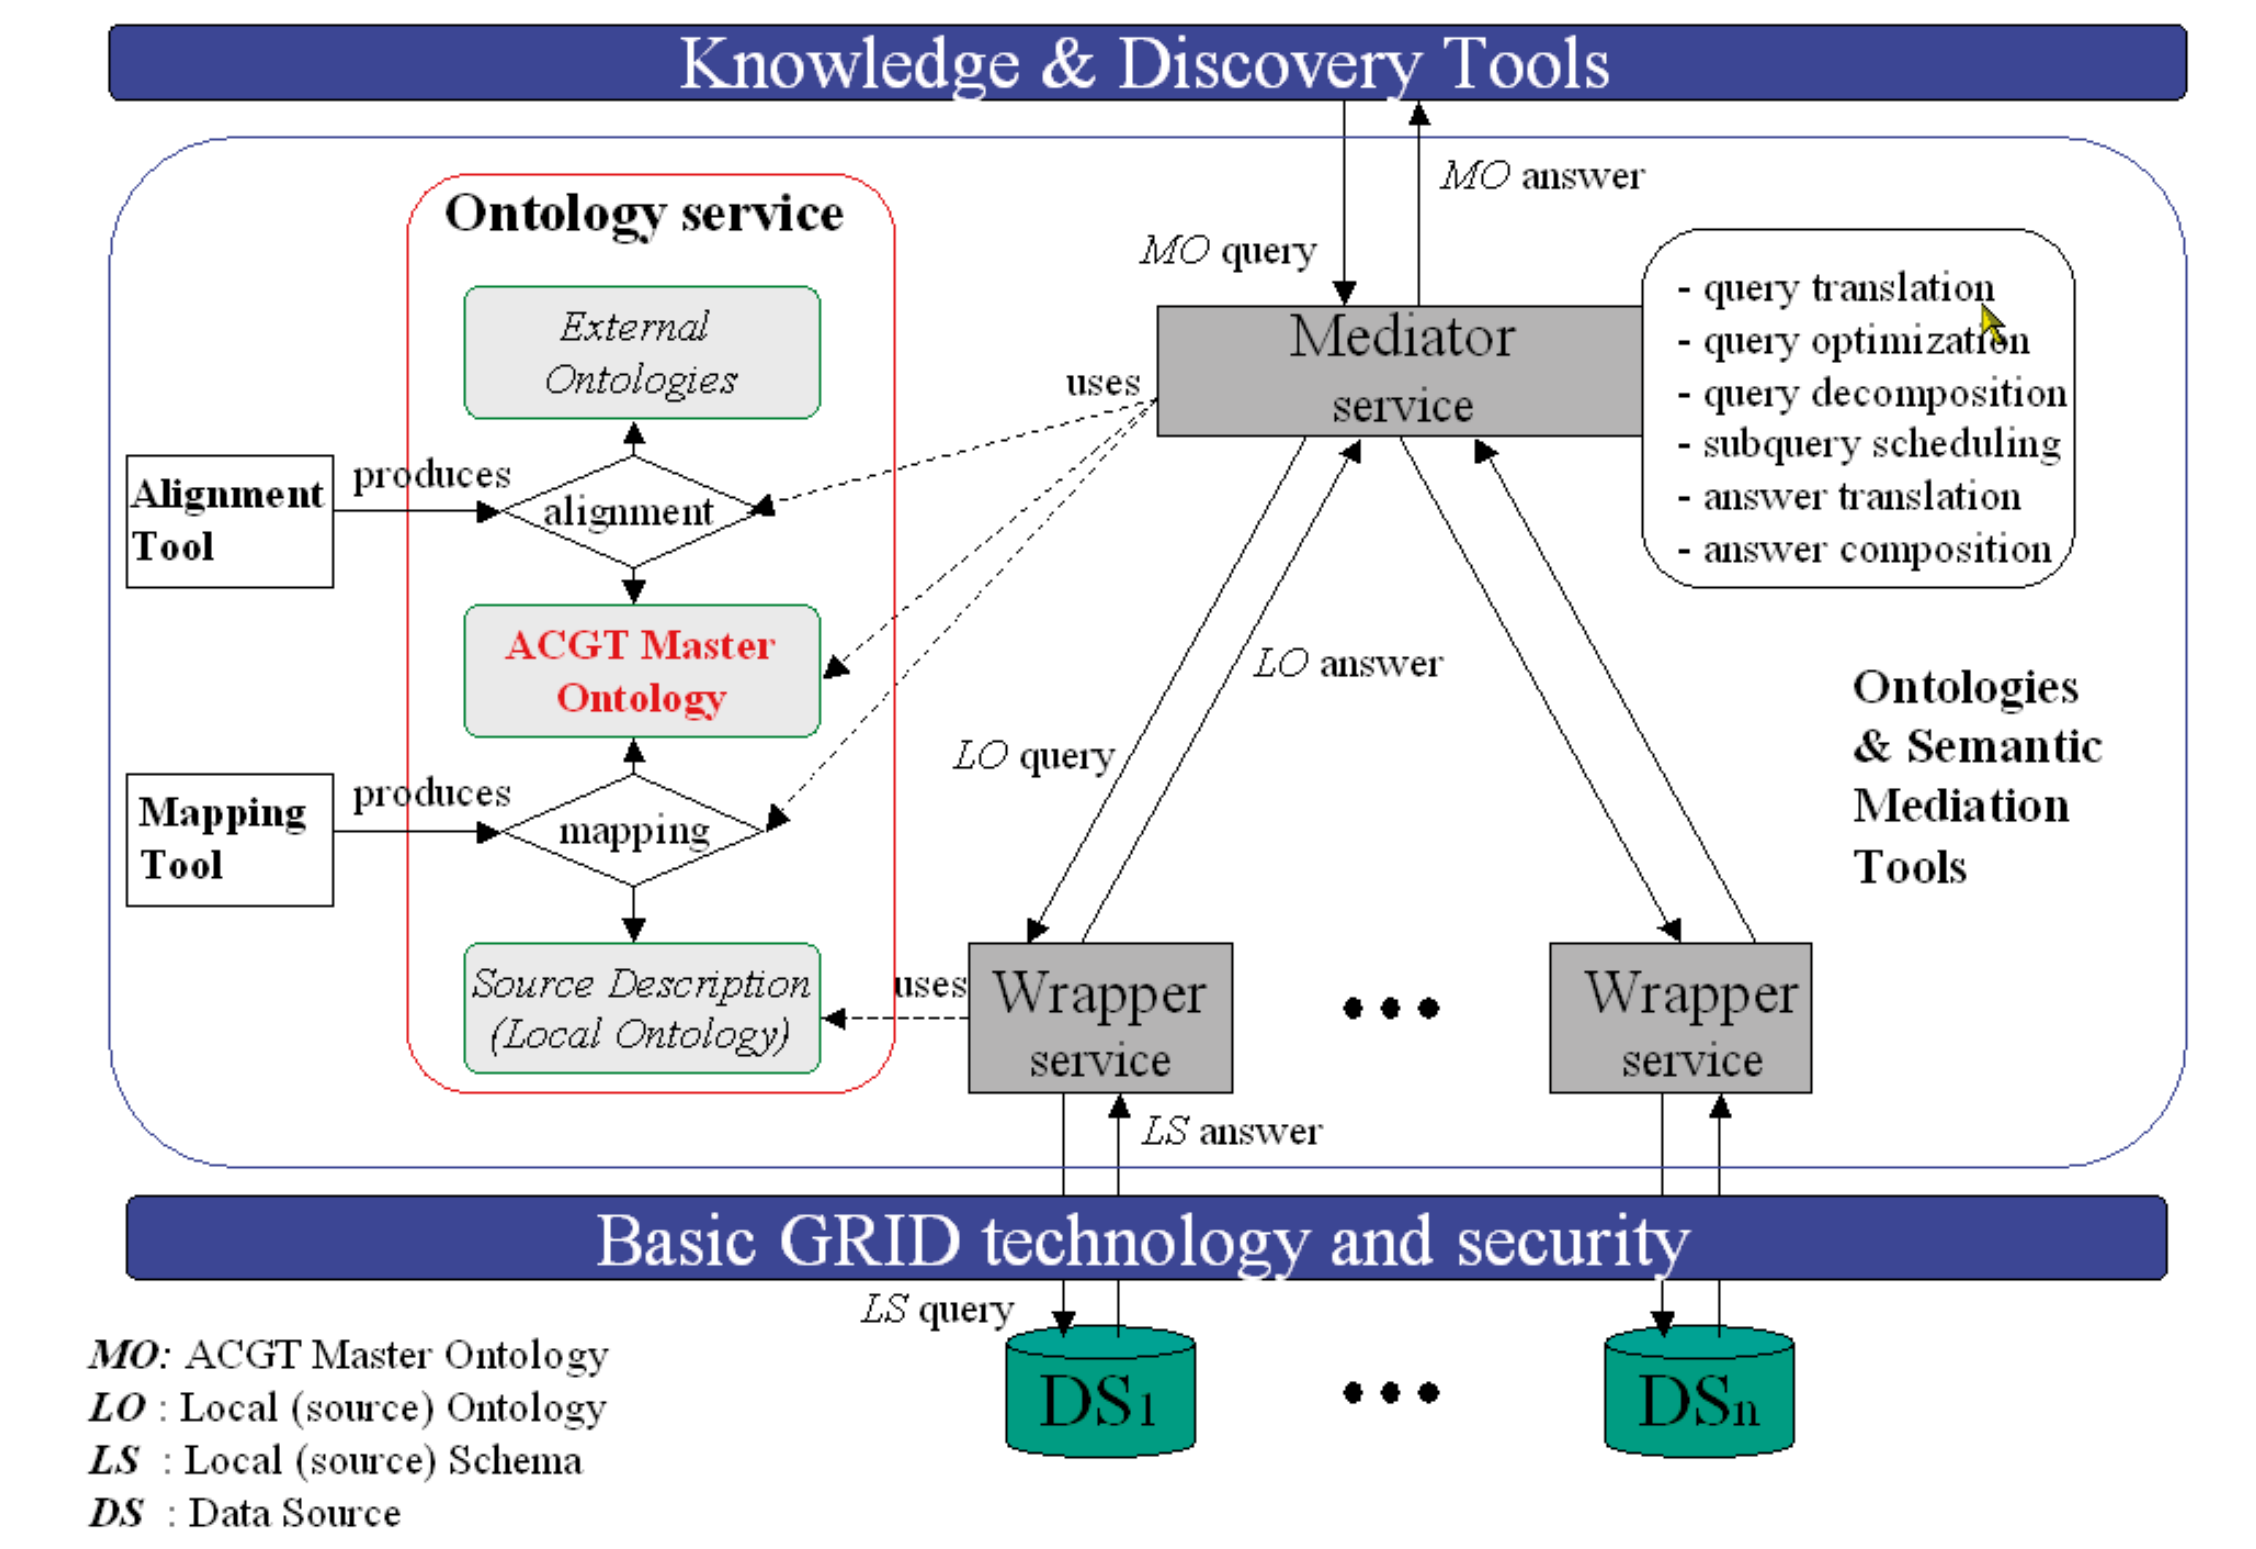 Knowledge & Discovery Tools
MO answer
Ontology service
MO query
External
Ontologies
Mediator
service
uses
- query translation
- query optimization
- query decomposition
- subquery scheduling
- answer translation
- answer composition
Alignment
Tool
produces
alignment
ACGT Master
Ontology
LO answer
LO query
Ontologies
& Semantic
Mediation
Tools
Mapping
Tool
produces
mapping
Source Description
(Local Ontology)
uses
Wrapper
service
Wrapper
service
LS answer
Basic GRID technology and security
LS query
DS1
DSn
MO: ACGT Master Ontology
LO : Local (source) Ontology
LS : Local (source) Schema
DS : Data Source